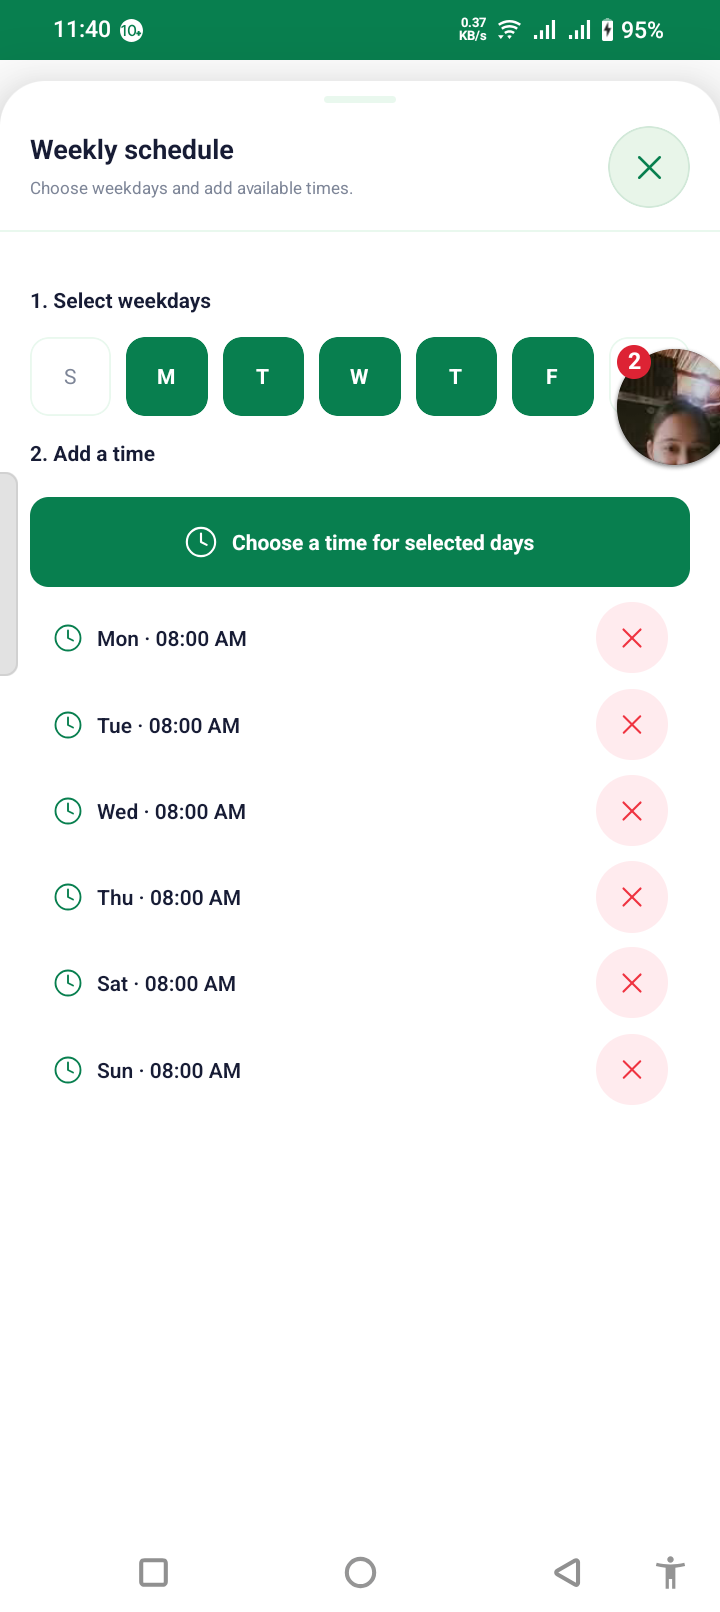 11:40
10+
0.37
KB/s
95%
Weekly schedule
Choose weekdays and add available times.
1. Select weekdays
S M T W T F
2
2. Add a time
Choose a time for selected days
Mon · 08:00 AM
Tue · 08:00 AM
Wed · 08:00 AM
Thu · 08:00 AM
Sat · 08:00 AM
Sun · 08:00 AM